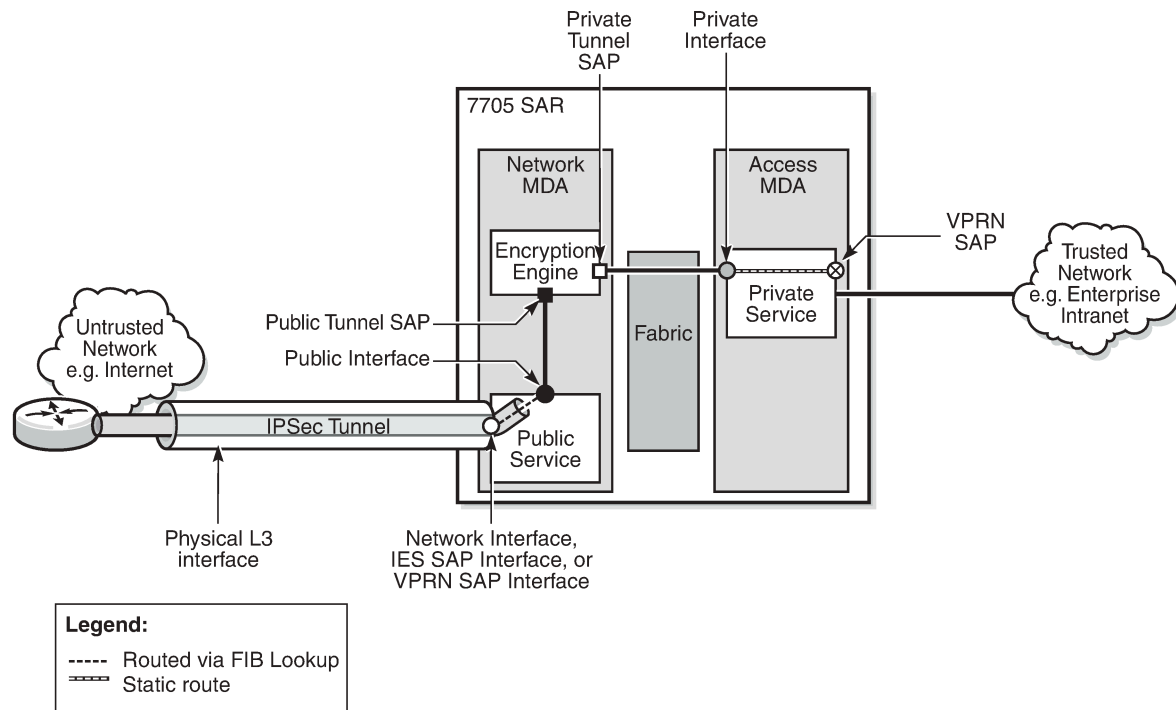 Private
Tunnel
SAP
Private
Interface
7705 SAR
Network
MDA
Access
MDA
VPRN
SAP
Encryption
Engine
Trusted
Network
e.g. Enterprise
Intranet
Private
Service
Public Tunnel SAP
Fabric
Untrusted
Network
e.g. Internet
Public Interface
IPSec Tunnel
Public
Service
Physical L3
interface
Network Interface,
IES SAP Interface, or
VPRN SAP Interface
Legend:
Routed via FIB Lookup
Static route